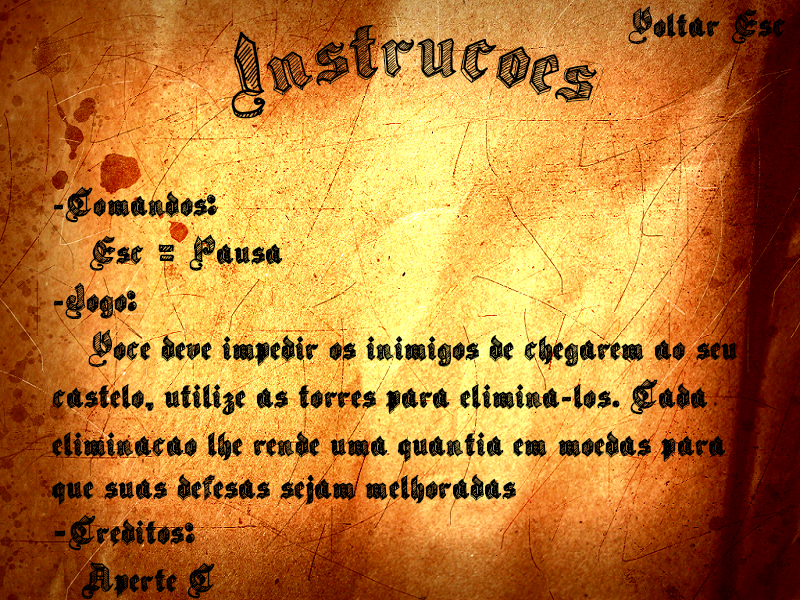 Voltar Esc
Instrucoes
-Comandos:
Esc = Pausa
-Jogo:
Voce deve impedir os inimigos de chegarem ao seu
castelo, utilize as torres para elimina-los. Cada
eliminacao lhe rende uma quantia em moedas para
que suas defesas sejam melhoradas
-Creditos:
Aperte C